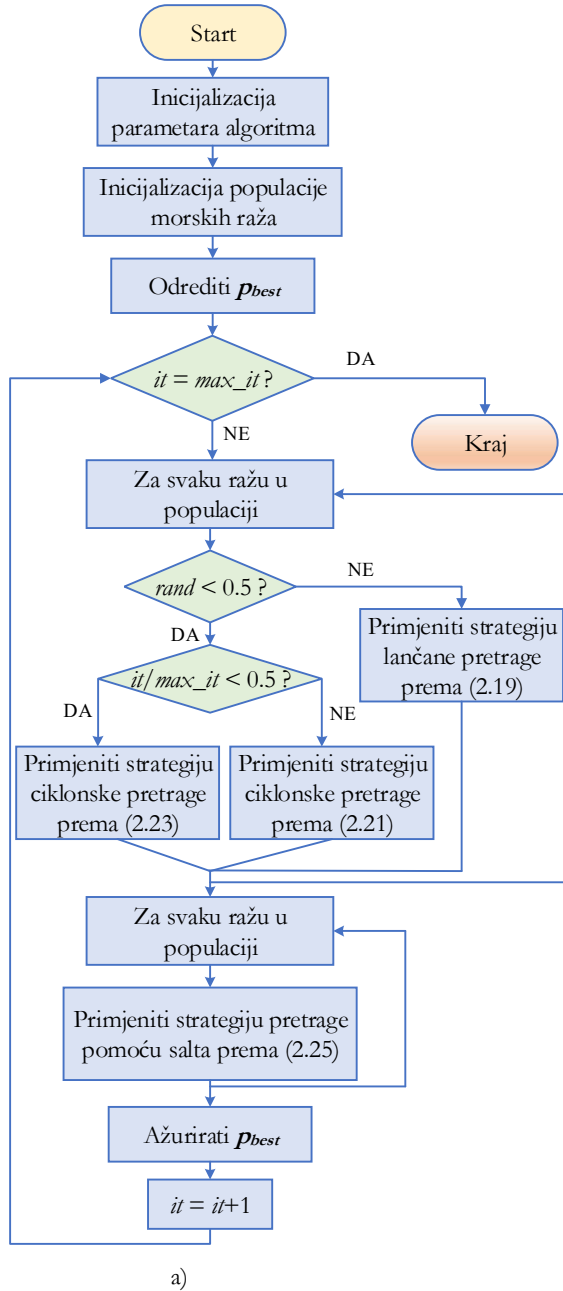 Start
Inicijalizacija
parametara algoritma
Inicijalizacija populacije
morskih raža
Odrediti p_best
it = max_it ?
DA
NE
Kraj
Za svaku ražu u
populaciji
rand < 0.5 ?
NE
DA
Primjeniti strategiju
lančane pretrage
prema (2.19)
it/max_it < 0.5 ?
DA
NE
Primjeniti strategiju
ciklonske pretrage
prema (2.23)
Primjeniti strategiju
ciklonske pretrage
prema (2.21)
Za svaku ražu u
populaciji
Primjeniti strategiju pretrage
pomoću salta prema (2.25)
Ažurirati p_best
it = it+1
a)